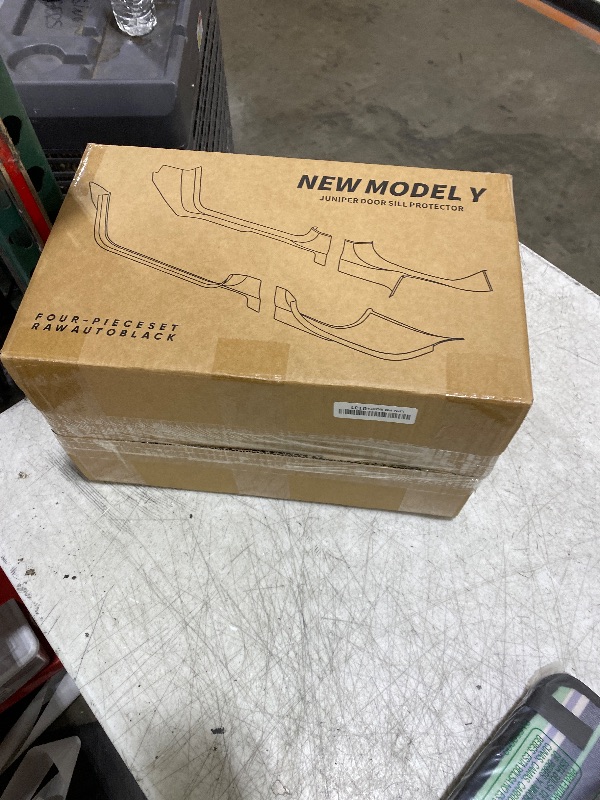 NEW MODEL Y
JUNIPER DOOR SILL PROTECTOR
FOUR-PIECESET
RAWAUTOBLACK